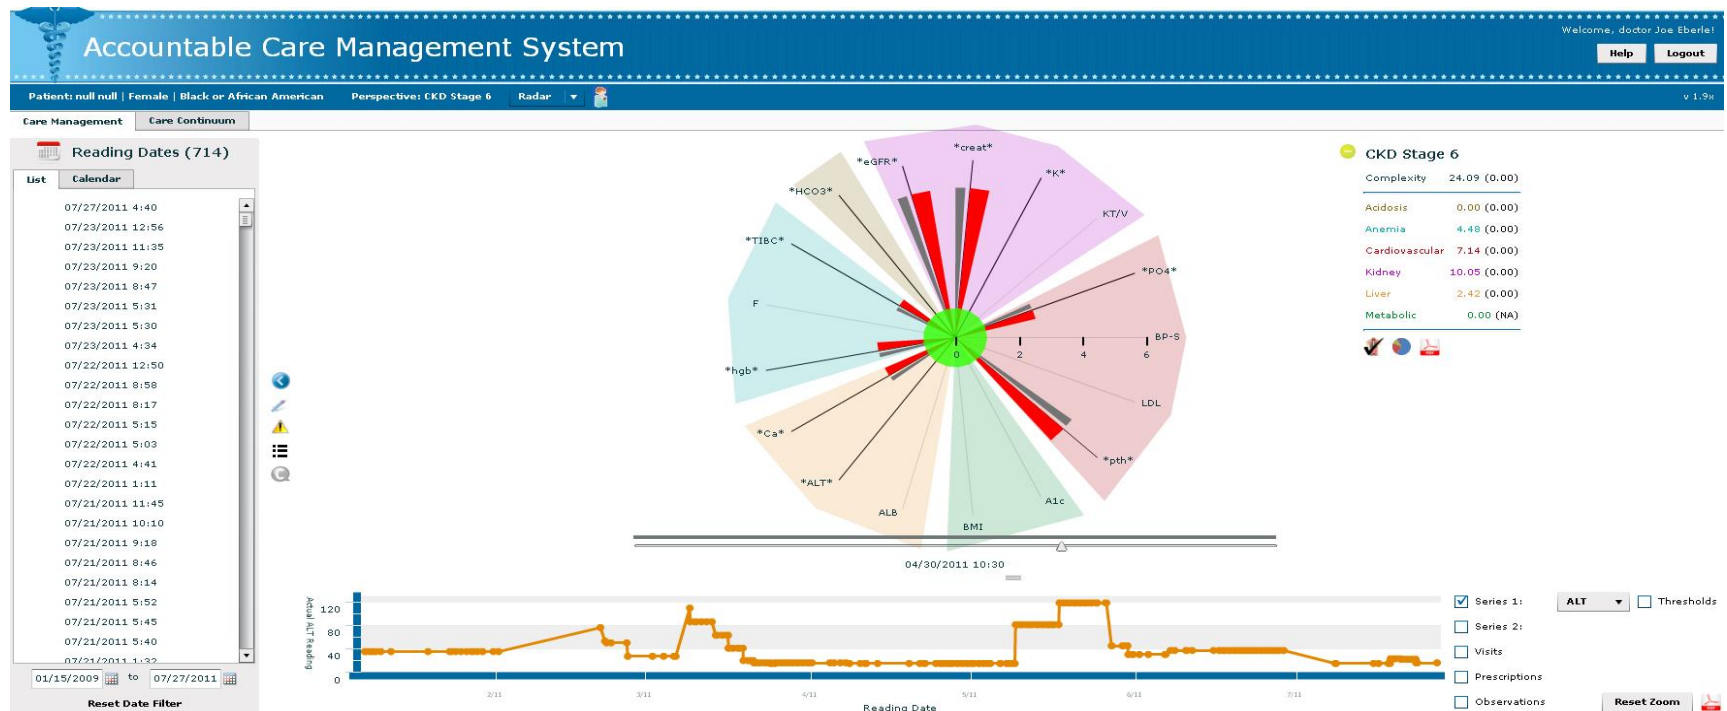 Welcome, doctor Joe Eberle!
Accountable Care Management System
Help Logout
Patient: null null | Female | Black or African American Perspective: CKD Stage 6 Radar
v 1.9x
Care Management Care Continuum
Reading Dates (714)
List Calendar
07/27/2011 4:40
07/23/2011 12:56
07/23/2011 11:35
07/23/2011 9:20
07/23/2011 8:47
07/23/2011 5:31
07/23/2011 5:30
07/23/2011 4:34
07/22/2011 12:50
07/22/2011 8:58
07/22/2011 8:17
07/22/2011 5:15
07/22/2011 5:03
07/22/2011 4:41
07/22/2011 1:11
07/21/2011 11:45
07/21/2011 10:10
07/21/2011 9:18
07/21/2011 8:46
07/21/2011 8:14
07/21/2011 5:52
07/21/2011 5:45
07/21/2011 5:40
07/21/2011 1:32
01/15/2009 to 07/27/2011
Reset Date Filter
*creat*
*eGFR*
*K*
*HCO3*
KT/V
*TIBC*
*PO4*
F
BP-S
0 2 4 6
*hgb*
LDL
*Ca*
*pth*
*ALT*
A1c
ALB
BMI
04/30/2011 10:30
CKD Stage 6
Complexity 24.09 (0.00)
Acidosis 0.00 (0.00)
Anemia 4.48 (0.00)
Cardiovascular 7.14 (0.00)
Kidney 10.05 (0.00)
Liver 2.42 (0.00)
Metabolic 0.00 (NA)
Actual ALT Reading
120
80
40
0
2/11 3/11 4/11 5/11 6/11 7/11
Reading Date
Series 1: ALT Thresholds
Series 2:
Visits
Prescriptions
Observations
Reset Zoom